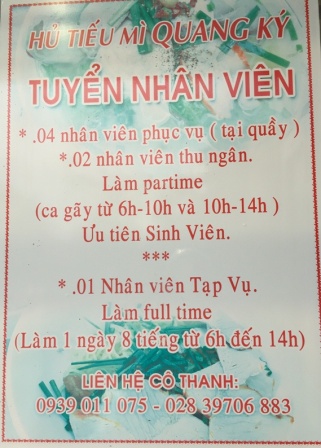 HỦ TIẾU MÌ QUẢNG KÝ
TUYỂN NHÂN VIÊN
*.04 nhân viên phục vụ ( tại quầy )
*.02 nhân viên thu ngân.
Làm partime
(ca gãy từ 6h-10h và 10h-14h )
Ưu tiên Sinh Viên.
***
*.01 Nhân viên Tạp Vụ.
Làm full time
(Làm 1 ngày 8 tiếng từ 6h đến 14h)
LIÊN HỆ CÔ THANH:
0939 011 075 - 028 39706 883